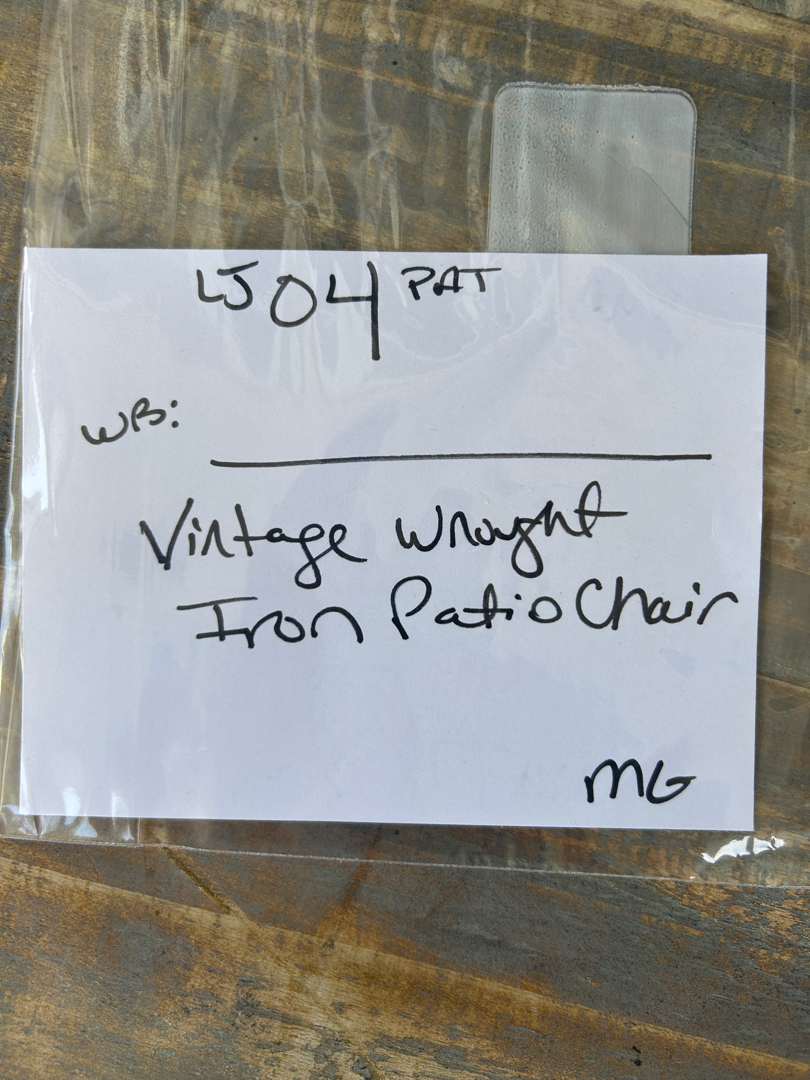 LJ04 PAT
WB:
Vintage Wrought
Iron Patio Chair
MG